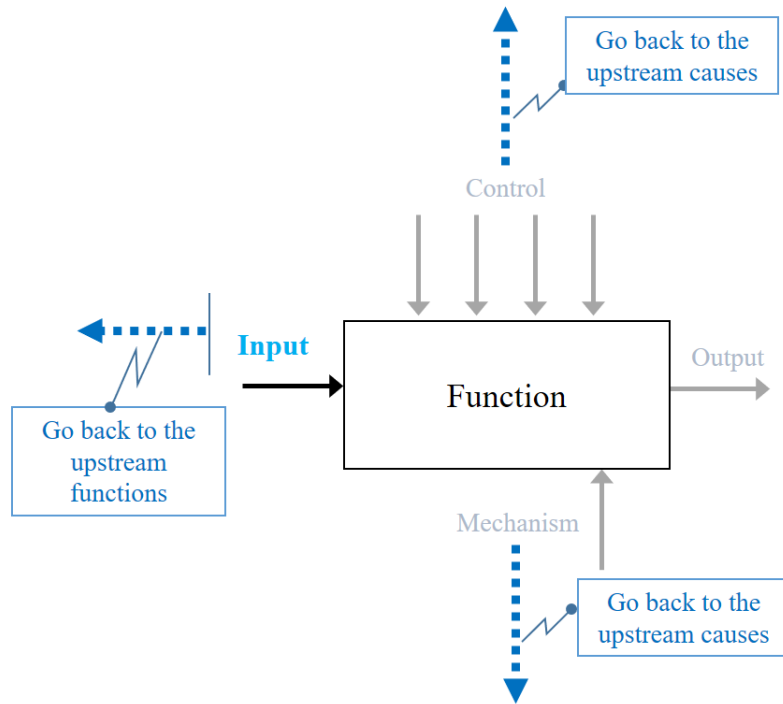 Go back to the
upstream causes
Control
Input
Function
Output
Go back to the
upstream
functions
Mechanism
Go back to the
upstream causes